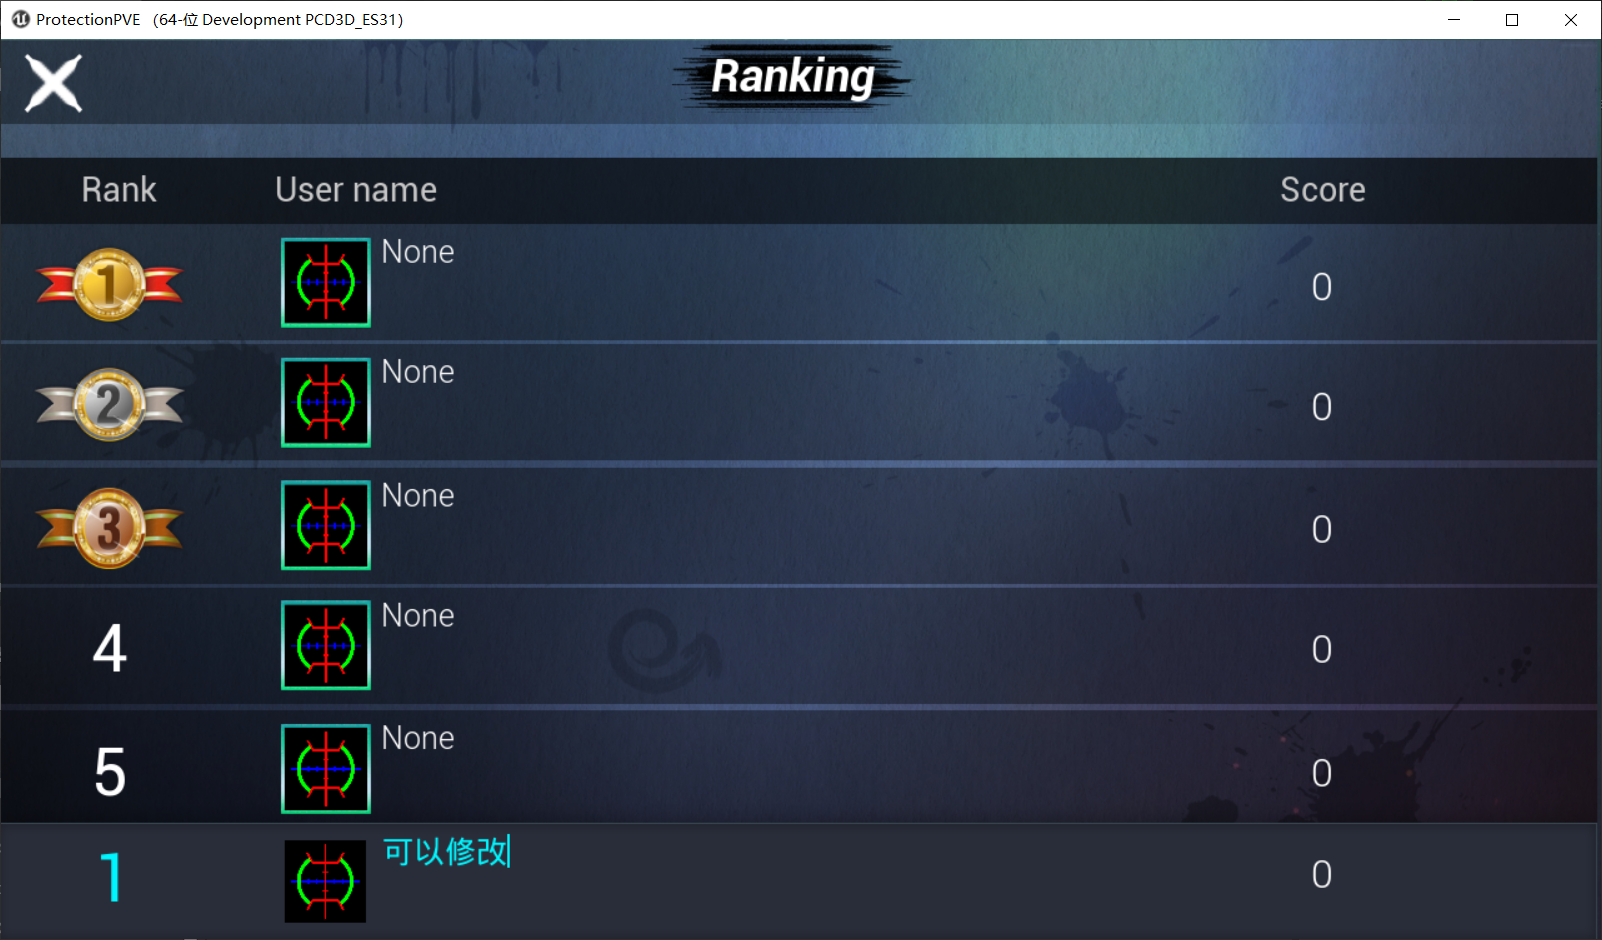 ProtectionPVE （64-位 Development PCD3D_ES31）
Ranking
Rank User name Score
1 None 0
2 None 0
3 None 0
4 None 0
5 None 0
1 可以修改 0